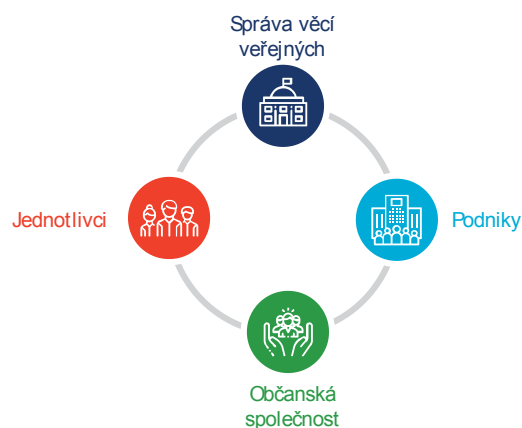 Správa věcí
veřejných
Jednotlivci
Podniky
Občanská
společnost